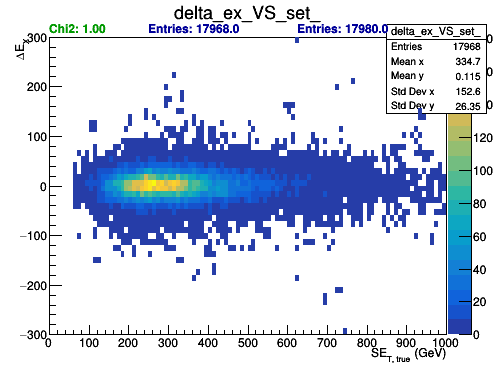 delta_ex_VS_set_
Chi2: 1.00 Entries: 17968.0 Entries: 17980.0
delta_ex_VS_set_
Entries 17968
Mean x 334.7
Mean y 0.115
Std Dev x 152.6
Std Dev y 26.35
ΔE_x
300
200
100
0
−100
−200
−300
0 100 200 300 400 500 600 700 800 900 1000
SE_T, true (GeV)
0
0
120
100
80
60
40
20
0